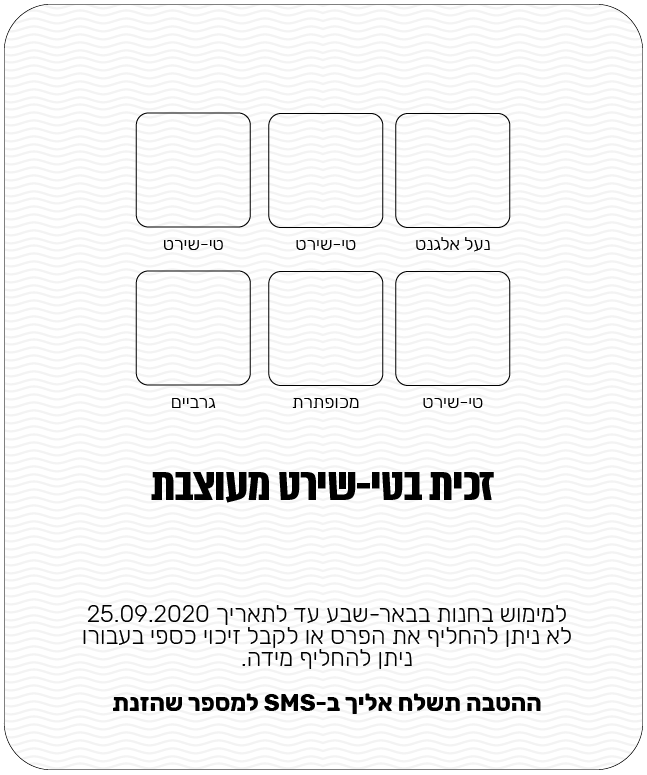 נעל אלגנט
טי-שירט
טי-שירט
טי-שירט
מכופתרת
גרביים
זכית בטי-שירט מעוצבת
למימוש בחנות בבאר-שבע עד לתאריך 25.09.2020
לא ניתן להחליף את הפרס או לקבל זיכוי כספי בעבורו
ניתן להחליף מידה.
ההטבה תשלח אליך ב-SMS למספר שהזנת